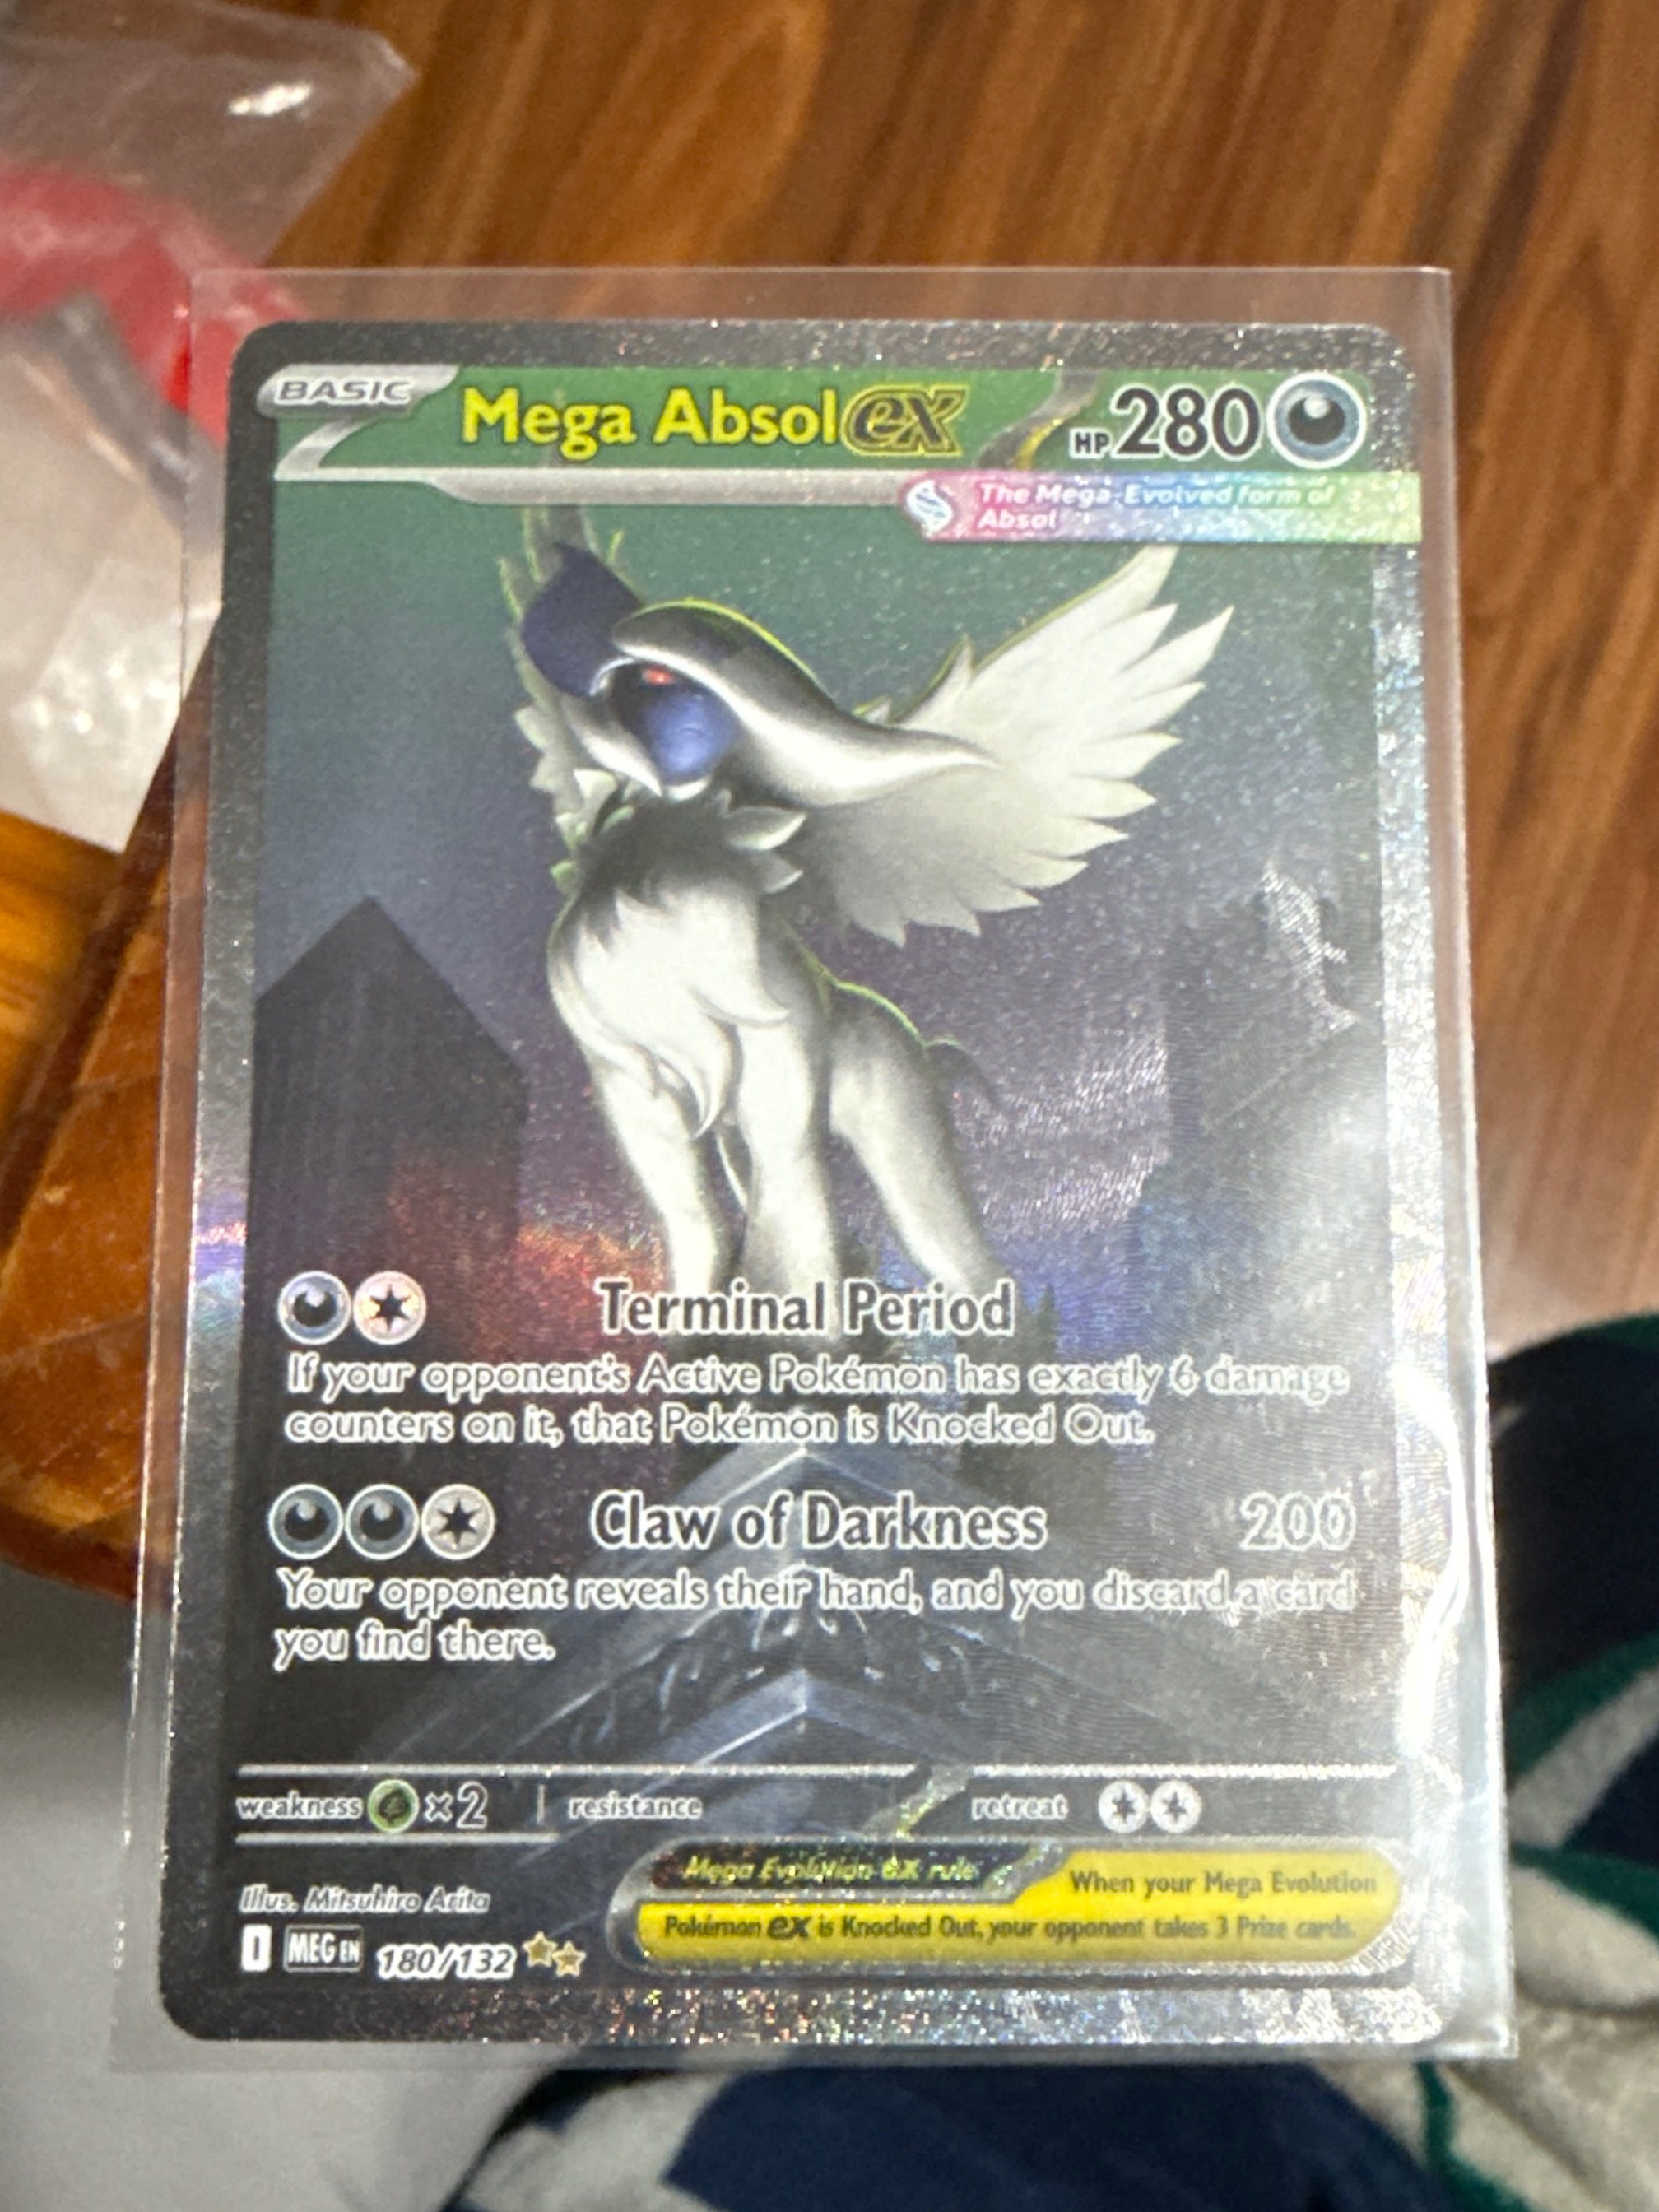 BASIC
Mega Absol ex HP 280
The Mega-Evolved form of
Absol
Terminal Period
If your opponent's Active Pokémon has exactly 6 damage
counters on it, that Pokémon is Knocked Out.
Claw of Darkness 200
Your opponent reveals their hand, and you discard a card
you find there.
weakness ×2 resistance retreat
Illus. Mitsuhiro Arita
Mega Evolution ex rule
When your Mega Evolution
Pokémon ex is Knocked Out, your opponent takes 3 Prize cards.
I MEG EN 180/132